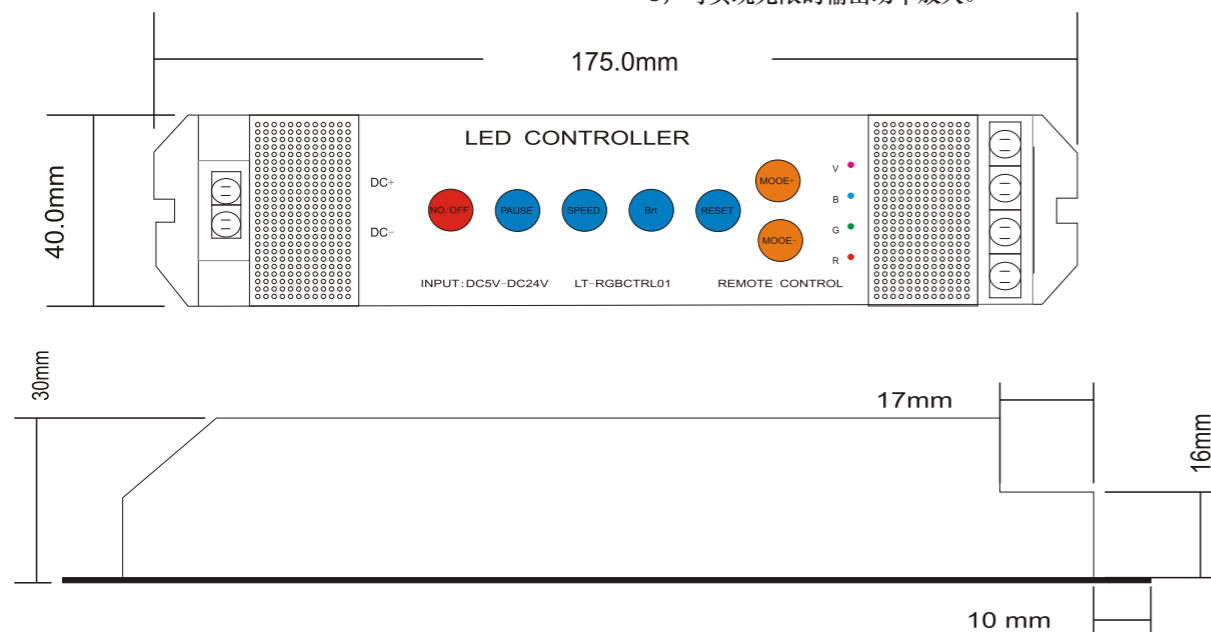 175.0mm
40.0mm
LED CONTROLLER
DC+
DC-
NO/OFF
PAUSE
SPEED
Brt
RESET
MOOE+
MOOE-
V
B
G
R
INPUT:DC5V-DC24V
LT-RGBCTRL01
REMOTE CONTROL
30mm
17mm
16mm
10 mm